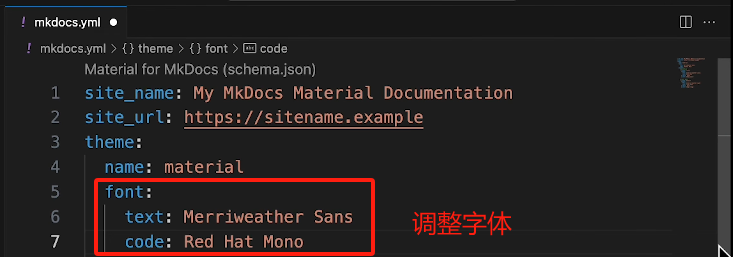 mkdocs.yml
mkdocs.yml > {} theme > {} font > code
Material for MkDocs (schema.json)
1 site_name: My MkDocs Material Documentation
2 site_url: https://sitename.example
3 theme:
4 name: material
5 font:
6 text: Merriweather Sans
7 code: Red Hat Mono
调整字体